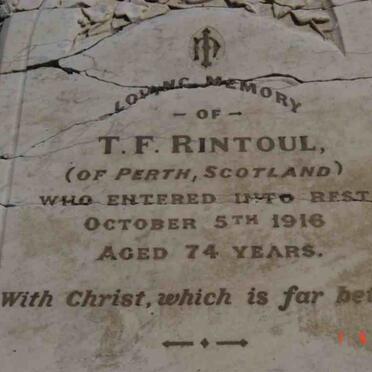 LOVING MEMORY
— OF —
T. F. RINTOUL,
(OF PERTH, SCOTLAND)
WHO ENTERED INTO REST
OCTOBER 5TH 1916
AGED 74 YEARS.
With Christ, which is far bet